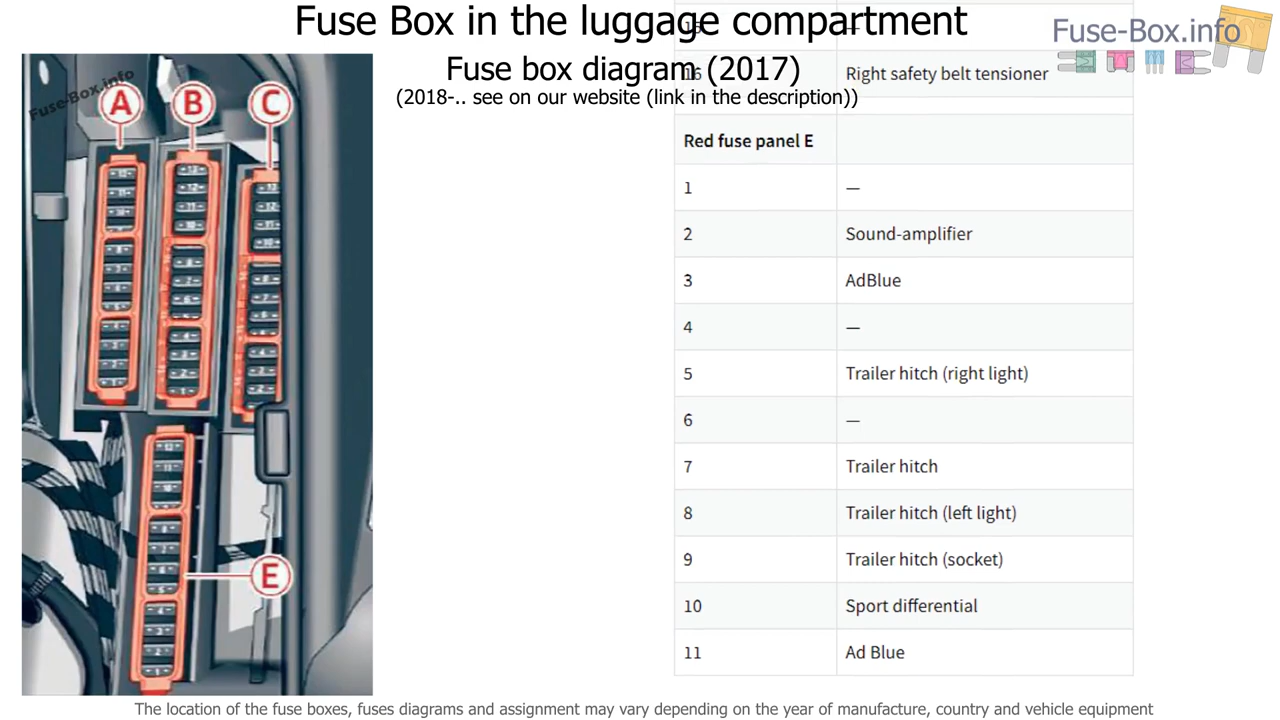 Fuse Box in the luggage compartment
Fuse-Box.info
Fuse box diagram (2017)
(2018-.. see on our website (link in the description))
Fuse-Box.info
A B C
E
16 Right safety belt tensioner
Red fuse panel E
1 —
2 Sound-amplifier
3 AdBlue
4 —
5 Trailer hitch (right light)
6 —
7 Trailer hitch
8 Trailer hitch (left light)
9 Trailer hitch (socket)
10 Sport differential
11 Ad Blue
The location of the fuse boxes, fuses diagrams and assignment may vary depending on the year of manufacture, country and vehicle equipment